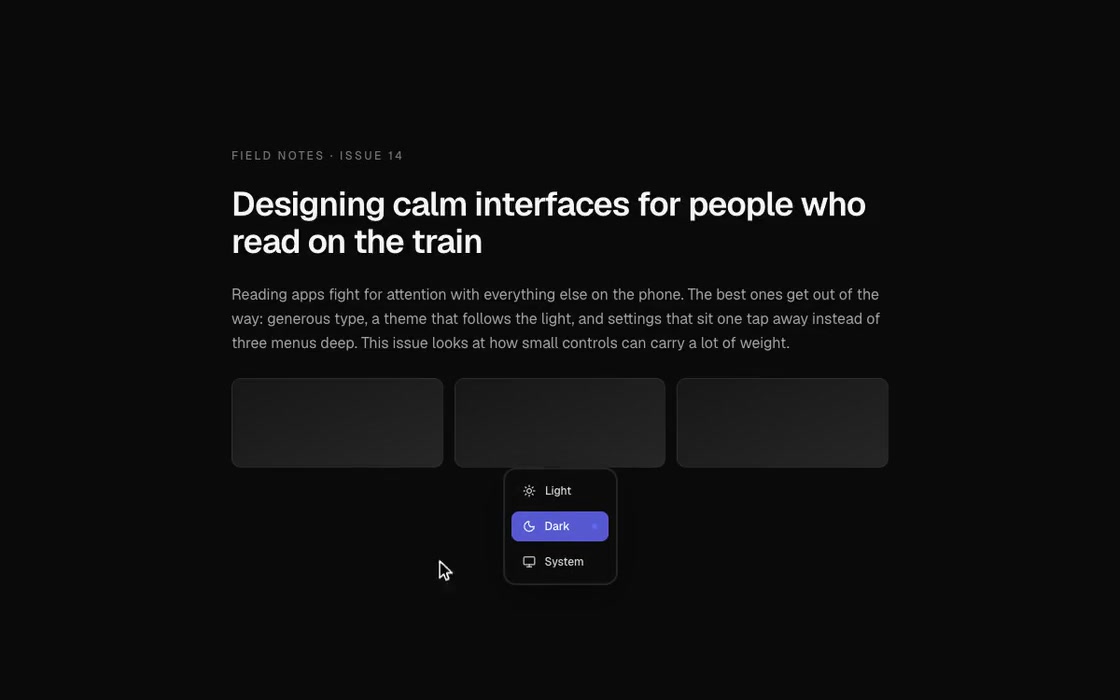 FIELD NOTES · ISSUE 14
Designing calm interfaces for people who
read on the train
Reading apps fight for attention with everything else on the phone. The best ones get out of the
way: generous type, a theme that follows the light, and settings that sit one tap away instead of
three menus deep. This issue looks at how small controls can carry a lot of weight.
Light
Dark
System